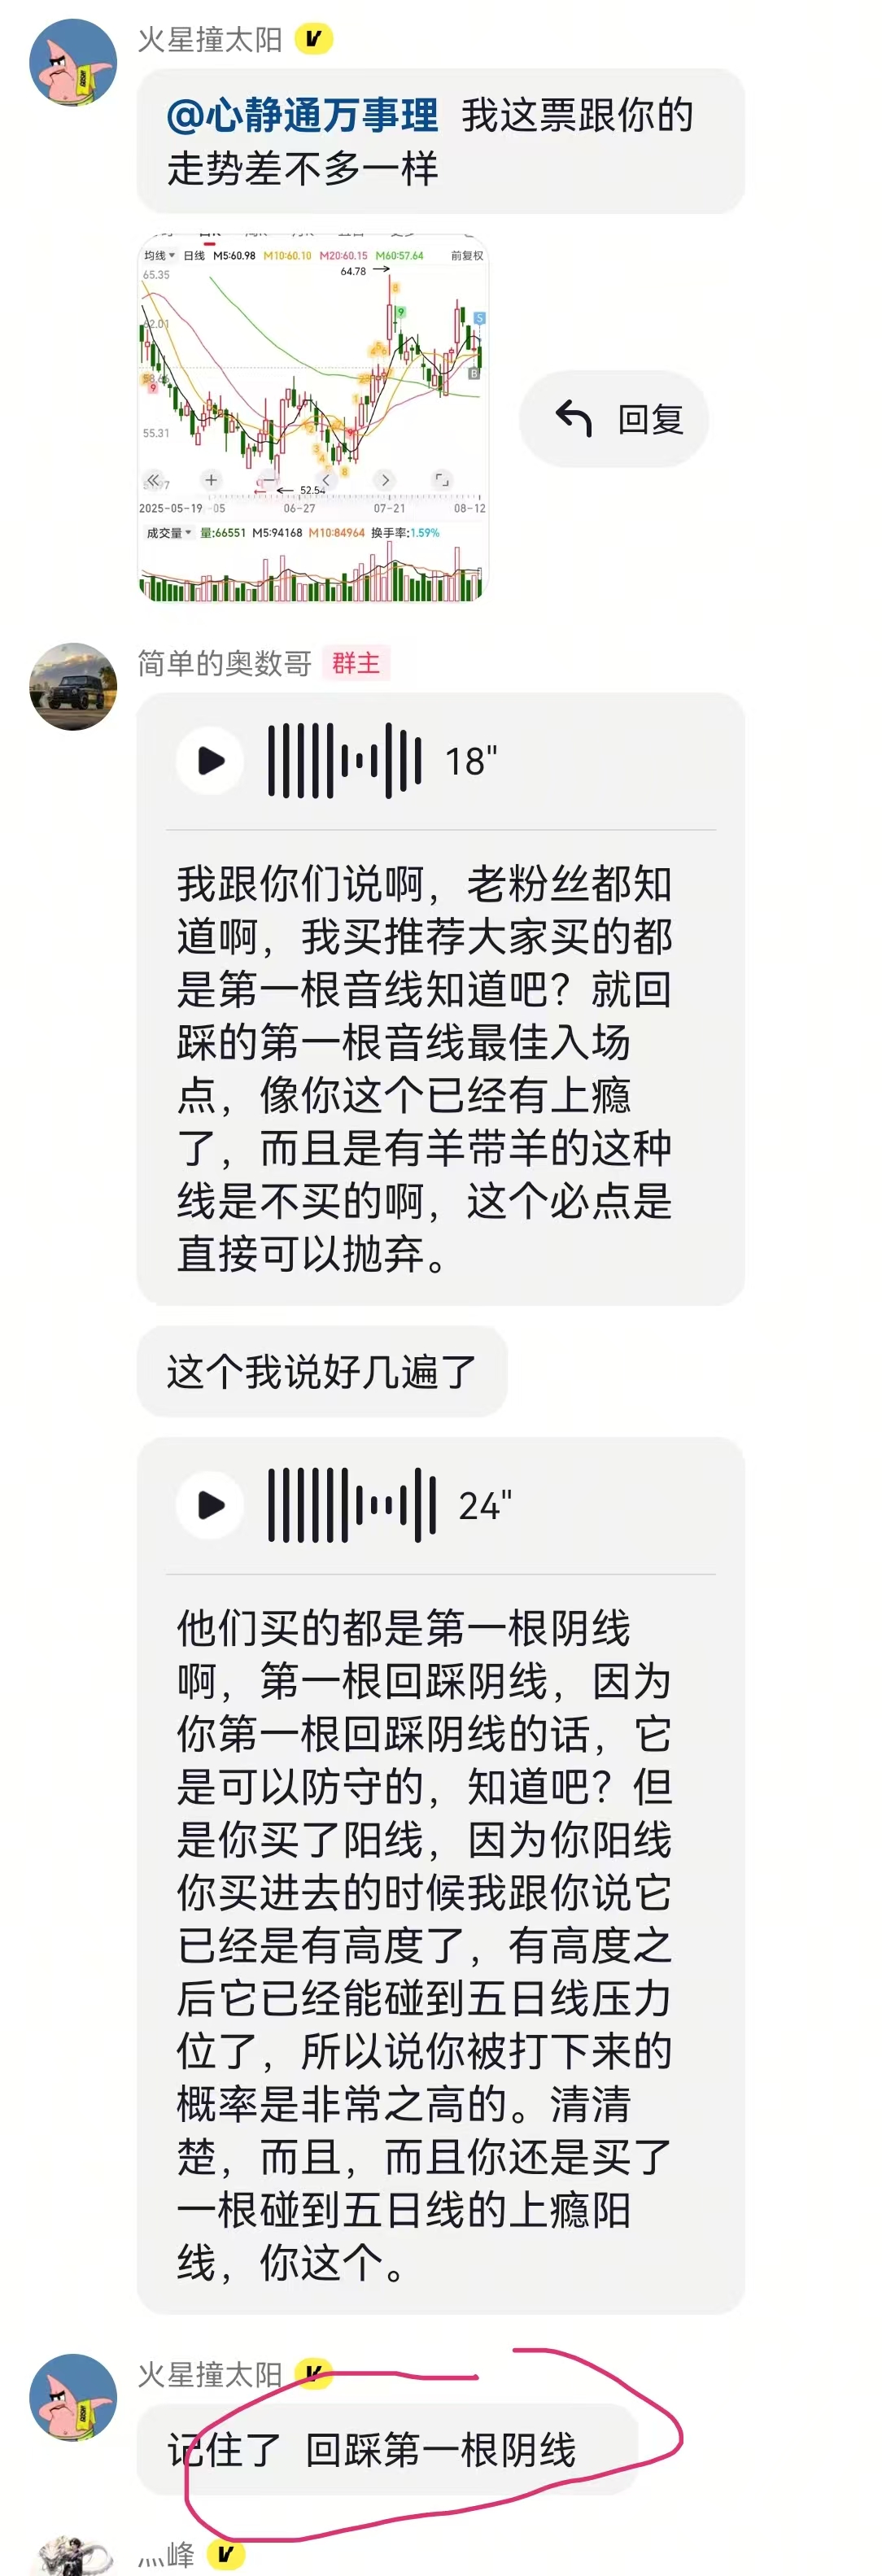 火星撞太阳
@心静通万事理 我这票跟你的
走势差不多一样
均线 日线 M5:60.98 M10:60.10 M20:60.15 M60:57.64 前复权
64.78
65.35
62.01
8
9
S
B
9
55.31
8
52.54
2025-05-19 06-27 07-21 08-12
成交量 量:66551 M5:94168 M10:84964 换手率:1.59%
回复
简单的奥数哥 群主
18"
我跟你们说啊，老粉丝都知
道啊，我买推荐大家买的都
是第一根音线知道吧？就回
踩的第一根音线最佳入场
点，像你这个已经有上瘾
了，而且是有羊带羊的这种
线是不买的啊，这个必点是
直接可以抛弃。
这个我说好几遍了
24"
他们买的都是第一根阴线
啊，第一根回踩阴线，因为
你第一根回踩阴线的话，它
是可以防守的，知道吧？但
是你买了阳线，因为你阳线
你买进去的时候我跟你说它
已经是有高度了，有高度之
后它已经能碰到五日线压力
位了，所以说你被打下来的
概率是非常之高的。清清
楚，而且，而且你还是买了
一根碰到五日线的上瘾阳
线，你这个。
火星撞太阳
记住了 回踩第一根阴线
峰